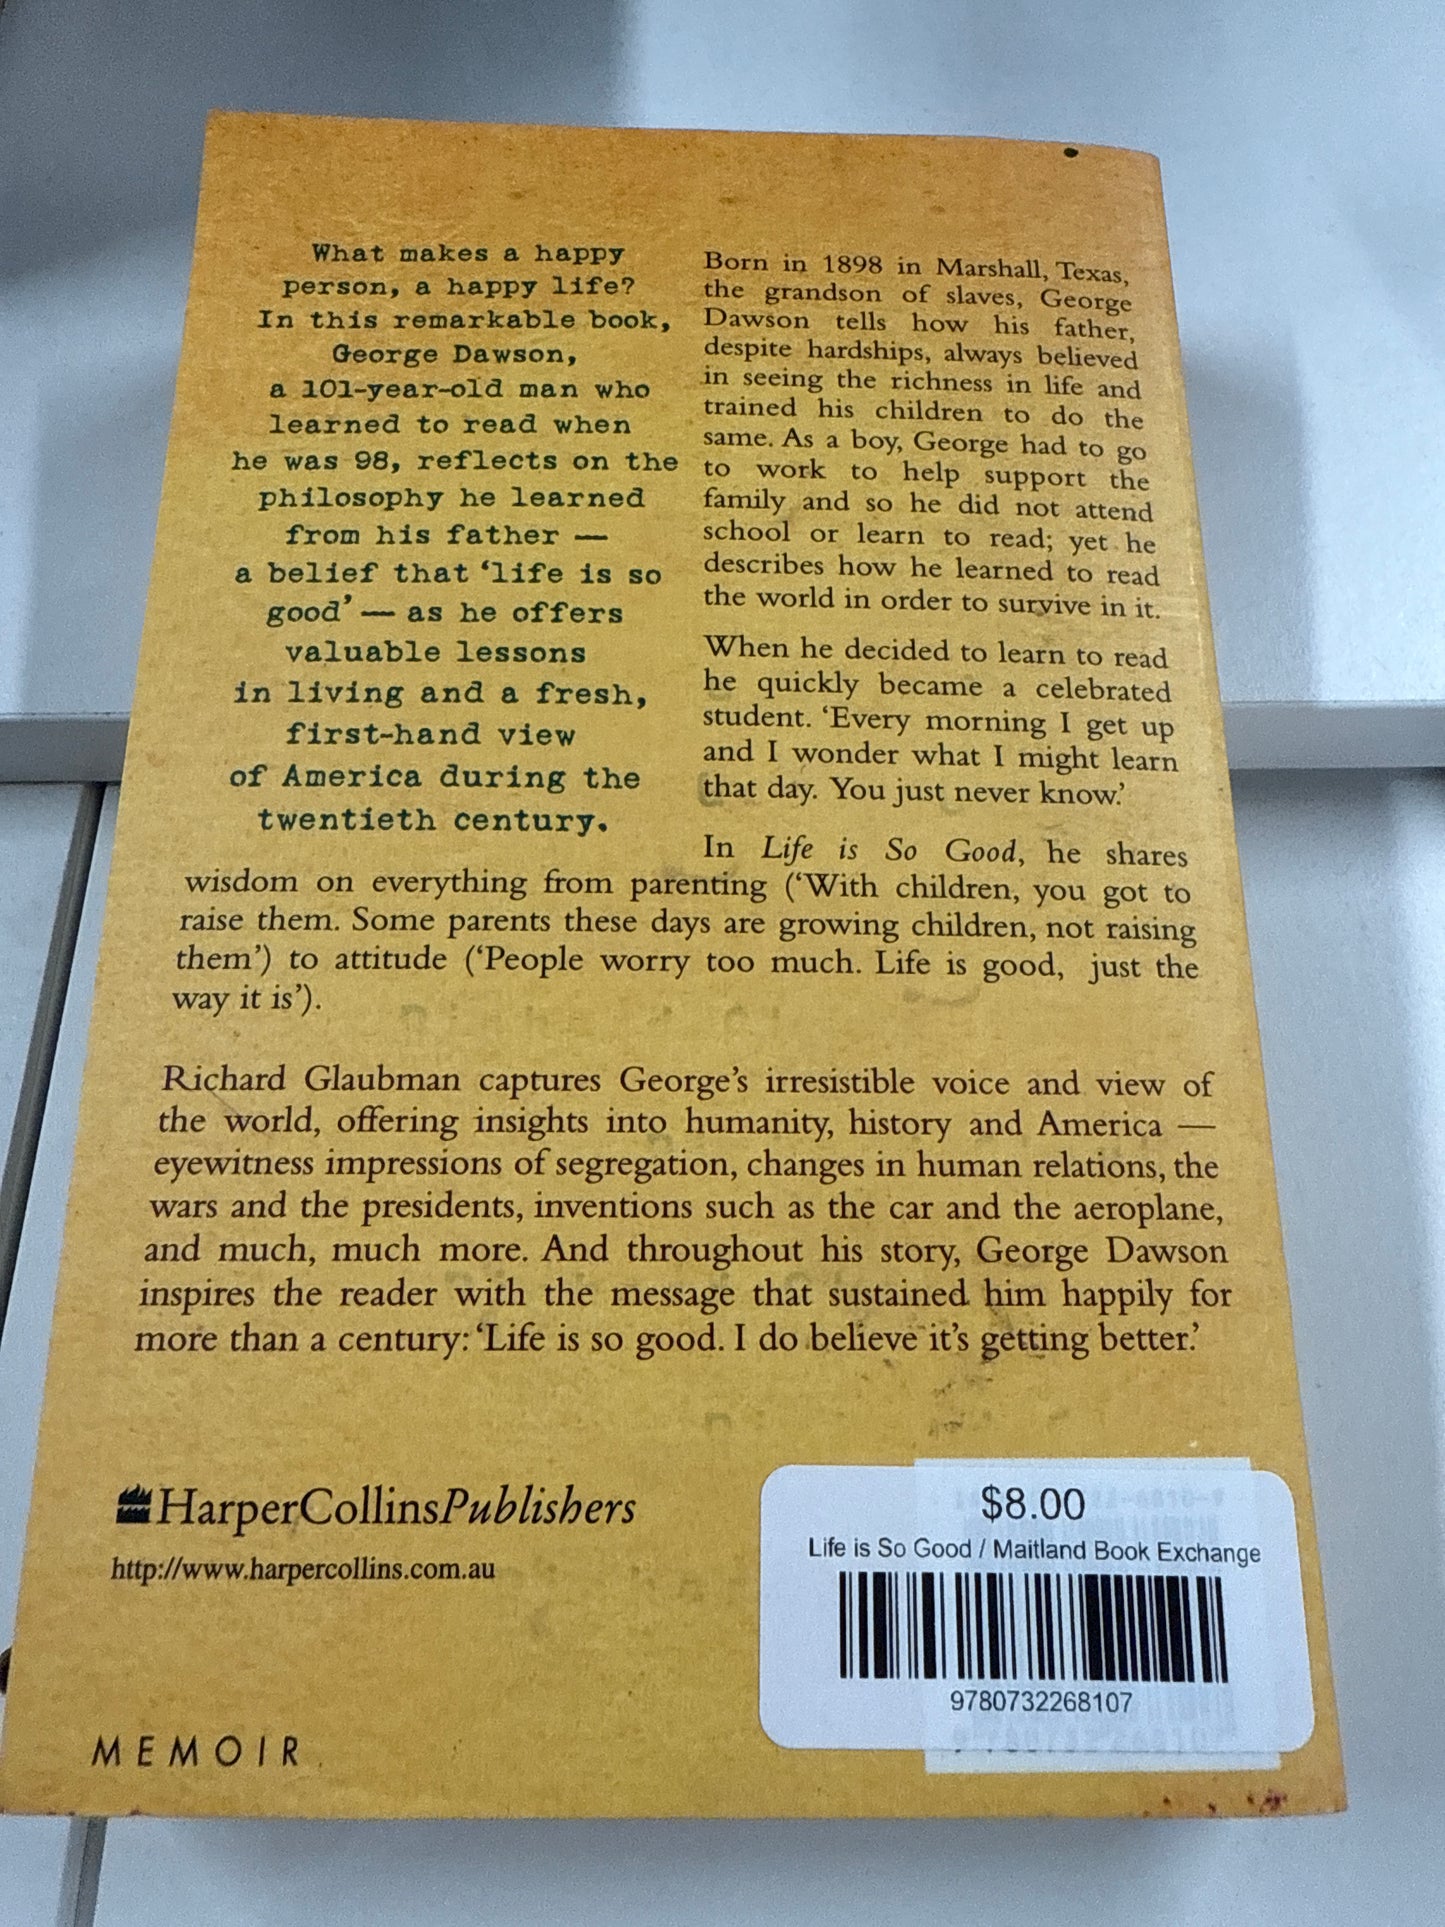 What makes a happy
person, a happy life?
In this remarkable book,
George Dawson,
a 101-year-old man who
learned to read when
he was 98, reflects on the
philosophy he learned
from his father —
a belief that ‘life is so
good’ — as he offers
valuable lessons
in living and a fresh,
first-hand view
of America during the
twentieth century.
Born in 1898 in Marshall, Texas,
the grandson of slaves, George
Dawson tells how his father,
despite hardships, always believed
in seeing the richness in life and
trained his children to do the
same. As a boy, George had to go
to work to help support the
family and so he did not attend
school or learn to read; yet he
describes how he learned to read
the world in order to survive in it.
When he decided to learn to read
he quickly became a celebrated
student. ‘Every morning I get up
and I wonder what I might learn
that day. You just never know.’
In Life is So Good, he shares
wisdom on everything from parenting (‘With children, you got to
raise them. Some parents these days are growing children, not raising
them’) to attitude (‘People worry too much. Life is good, just the
way it is’).
Richard Glaubman captures George’s irresistible voice and view of
the world, offering insights into humanity, history and America —
eyewitness impressions of segregation, changes in human relations, the
wars and the presidents, inventions such as the car and the aeroplane,
and much, much more. And throughout his story, George Dawson
inspires the reader with the message that sustained him happily for
more than a century: ‘Life is so good. I do believe it’s getting better.’
HarperCollinsPublishers
http://www.harpercollins.com.au
MEMOIR
$8.00
Life is So Good / Maitland Book Exchange
9780732268107